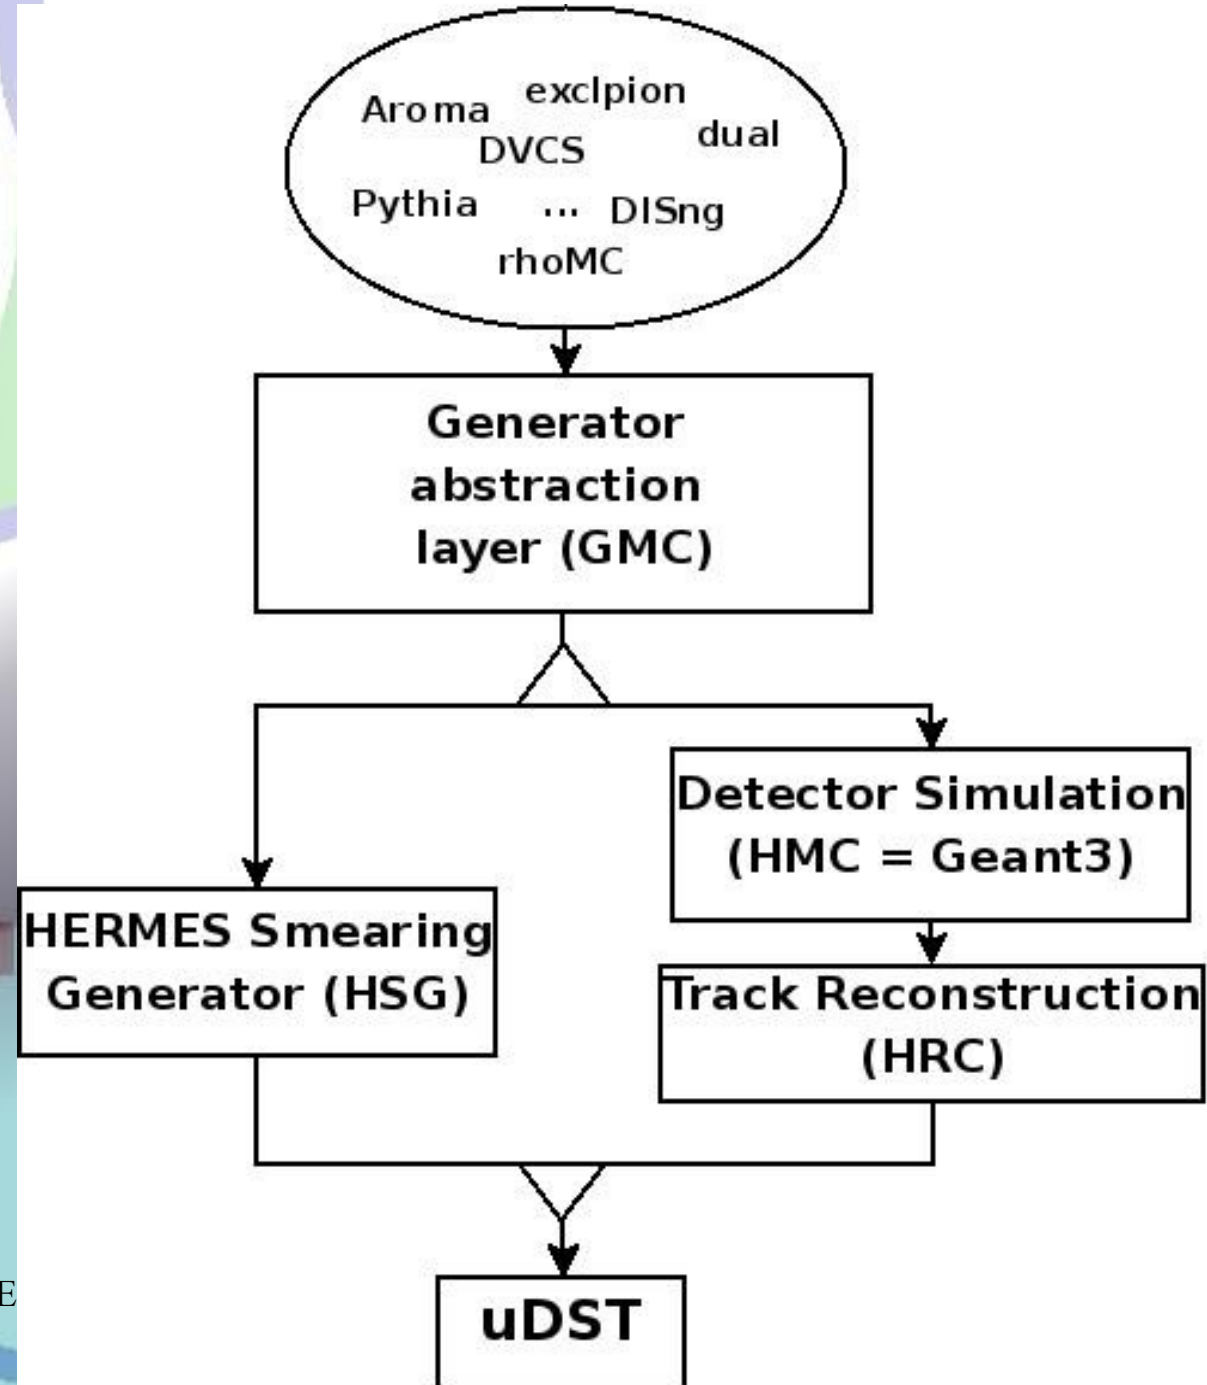 exclpion
Aroma
dual
DVCS
Pythia ... DISng
rhoMC
Generator
abstraction
layer (GMC)
Detector Simulation
(HMC = Geant3)
HERMES Smearing
Generator (HSG)
Track Reconstruction
(HRC)
E
uDST